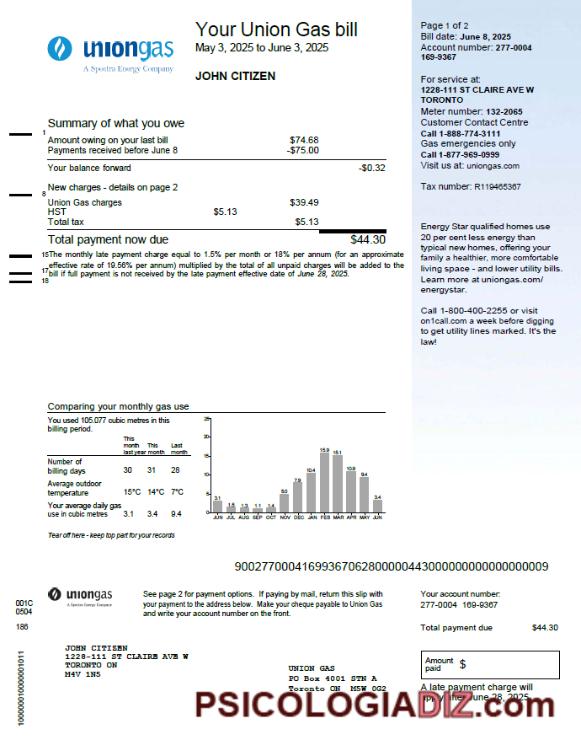 uniongas
A Spectra Energy Company
Your Union Gas bill
May 3, 2025 to June 3, 2025
JOHN CITIZEN
Page 1 of 2
Bill date: June 8, 2025
Account number: 277-0004
169-9367
For service at:
1228-111 ST CLAIRE AVE W
TORONTO
Meter number: 132-2065
Customer Contact Centre
Call 1-888-774-3111
Gas emergencies only
Call 1-877-969-0999
Visit us at: uniongas.com
Tax number: R119465367
Energy Star qualified homes use
20 per cent less energy than
typical new homes, offering your
family a healthier, more comfortable
living space - and lower utility bills.
Learn more at uniongas.com/
energystar.
Call 1-800-400-2255 or visit
on1call.com a week before digging
to get utility lines marked. It's the
law!
Summary of what you owe
1
Amount owing on your last bill $74.68
Payments received before June 8 -$75.00
Your balance forward -$0.32
8
New charges - details on page 2
Union Gas charges $39.49
HST $5.13
Total tax $5.13
Total payment now due $44.30
15 The monthly late payment charge equal to 1.5% per month or 18% per annum (for an approximate
effective rate of 19.56% per annum) multiplied by the total of all unpaid charges will be added to the
17 bill if full payment is not received by the late payment effective date of June 28, 2025.
18
Comparing your monthly gas use
You used 105.077 cubic metres in this
billing period.
This month last year This month Last month
Number of billing days 30 31 28
Average outdoor temperature 15°C 14°C 7°C
Your average daily gas use in cubic metres 3.1 3.4 9.4
25
20
15
10
5
0
3.1 1.6 1.3 1.1 1.4 5.0 7.9 10.4 15.9 15.1 10.9 9.4 3.4
JUN JUL AUG SEP OCT NOV DEC JAN FEB MAR APR MAY JUN
Tear off here - keep top part for your records
001C
0504
186
uniongas
A Spectra Energy Company
See page 2 for payment options. If paying by mail, return this slip with
your payment to the address below. Make your cheque payable to Union Gas
and write your account number on the front.
Your account number:
277-0004 169-9367
Total payment due $44.30
Amount
paid $
A late payment charge will
apply after June 28, 2025
JOHN CITIZEN
1228-111 ST CLAIRE AVE W
TORONTO ON
M4V 1N5
UNION GAS
PO Box 4001 STN A
Toronto ON M5W 0G2
PSICOLOGIADIZ.com